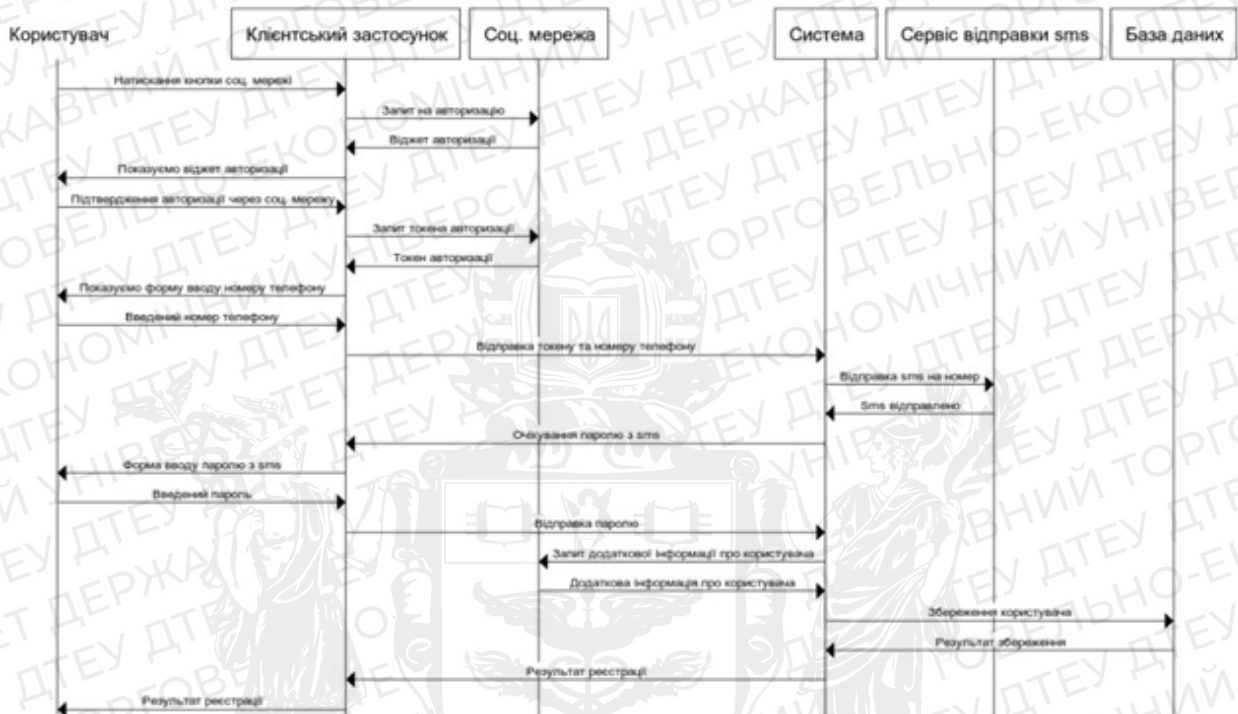 Користувач
Клієнтський застосунок
Соц. мережа
Система
Сервіс відправки sms
База даних
Натискання кнопки соц. мережі
Запит на авторизацію
Віджет авторизації
Показуємо віджет авторизації
Підтвердження авторизації через соц. мережу
Запит токена авторизації
Токен авторизації
Показуємо форму вводу номеру телефону
Введений номер телефону
Відправка токену та номеру телефону
Відправка sms на номер
Sms відправлено
Очікування паролю з sms
Форма вводу паролю з sms
Введений пароль
Відправка паролю
Запит додаткової інформації про користувача
Додаткова інформація про користувача
Збереження користувача
Результат збереження
Результат реєстрації
Результат реєстрації